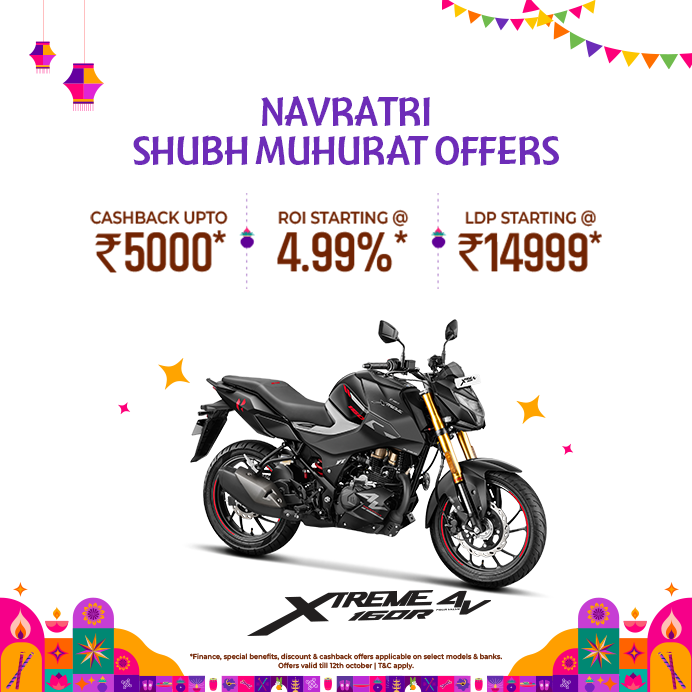 NAVRATRI
SHUBH MUHURAT OFFERS
CASHBACK UPTO
₹5000*
ROI STARTING @
4.99%*
LDP STARTING @
₹14999*
XTREME 4V
160R
*Finance, special benefits, discount & cashback offers applicable on select models & banks.
Offers valid till 12th october | T&C apply.